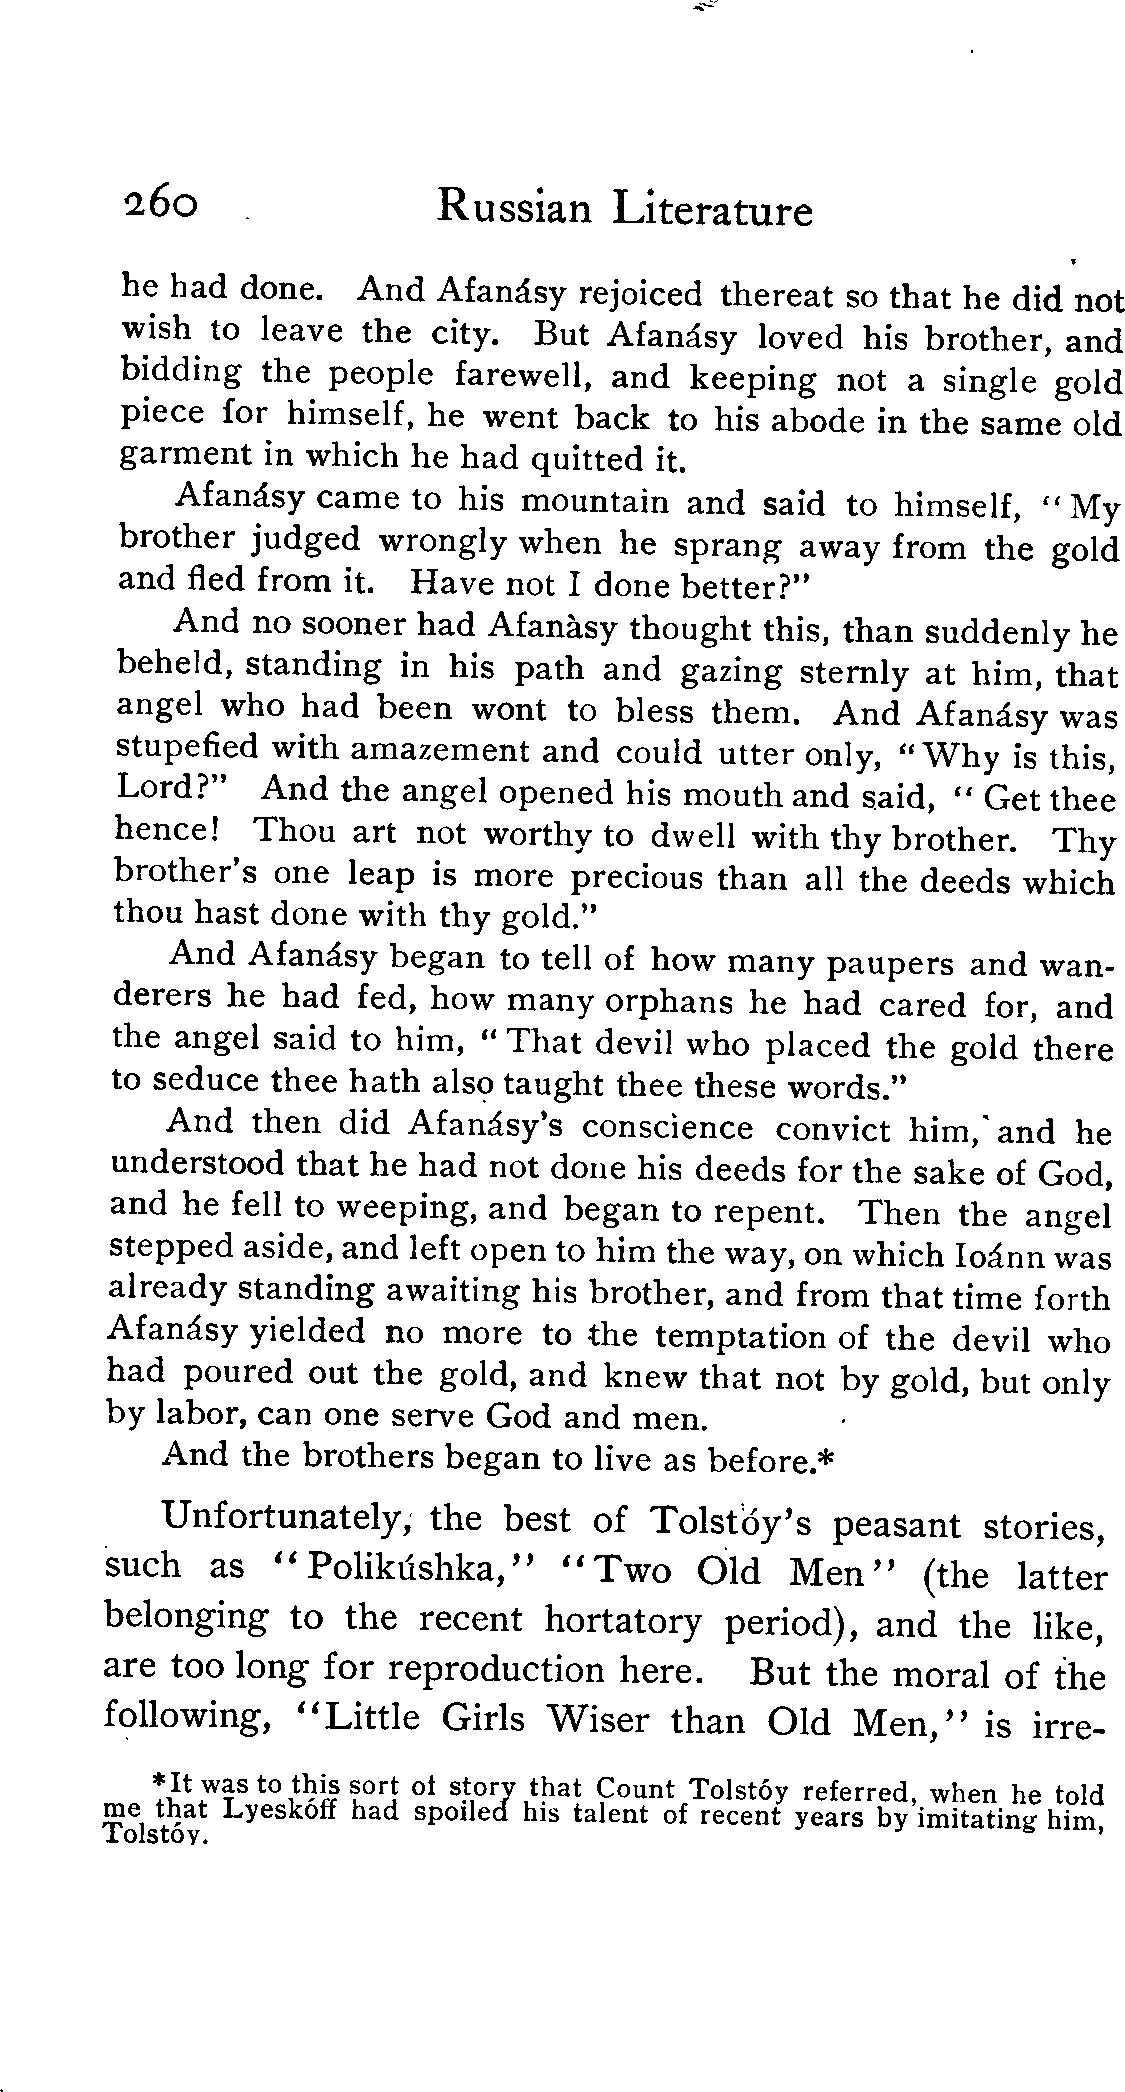 260 Russian Literature
he had done. And Afanásy rejoiced thereat so that he did not
wish to leave the city. But Afanásy loved his brother, and
bidding the people farewell, and keeping not a single gold
piece for himself, he went back to his abode in the same old
garment in which he had quitted it.
Afanásy came to his mountain and said to himself, "My
brother judged wrongly when he sprang away from the gold
and fled from it. Have not I done better?"
And no sooner had Afanàsy thought this, than suddenly he
beheld, standing in his path and gazing sternly at him, that
angel who had been wont to bless them. And Afanásy was
stupefied with amazement and could utter only, "Why is this,
Lord?" And the angel opened his mouth and said, "Get thee
hence! Thou art not worthy to dwell with thy brother. Thy
brother's one leap is more precious than all the deeds which
thou hast done with thy gold."
And Afanásy began to tell of how many paupers and wan-
derers he had fed, how many orphans he had cared for, and
the angel said to him, "That devil who placed the gold there
to seduce thee hath also taught thee these words."
And then did Afanásy's conscience convict him, and he
understood that he had not done his deeds for the sake of God,
and he fell to weeping, and began to repent. Then the angel
stepped aside, and left open to him the way, on which Ioánn was
already standing awaiting his brother, and from that time forth
Afanásy yielded no more to the temptation of the devil who
had poured out the gold, and knew that not by gold, but only
by labor, can one serve God and men.
And the brothers began to live as before.*
Unfortunately, the best of Tolstóy's peasant stories,
such as "Polikúshka," "Two Old Men" (the latter
belonging to the recent hortatory period), and the like,
are too long for reproduction here. But the moral of the
following, "Little Girls Wiser than Old Men," is irre-
*It was to this sort of story that Count Tolstóy referred, when he told
me that Lyeskóff had spoiled his talent of recent years by imitating him,
Tolstóy.